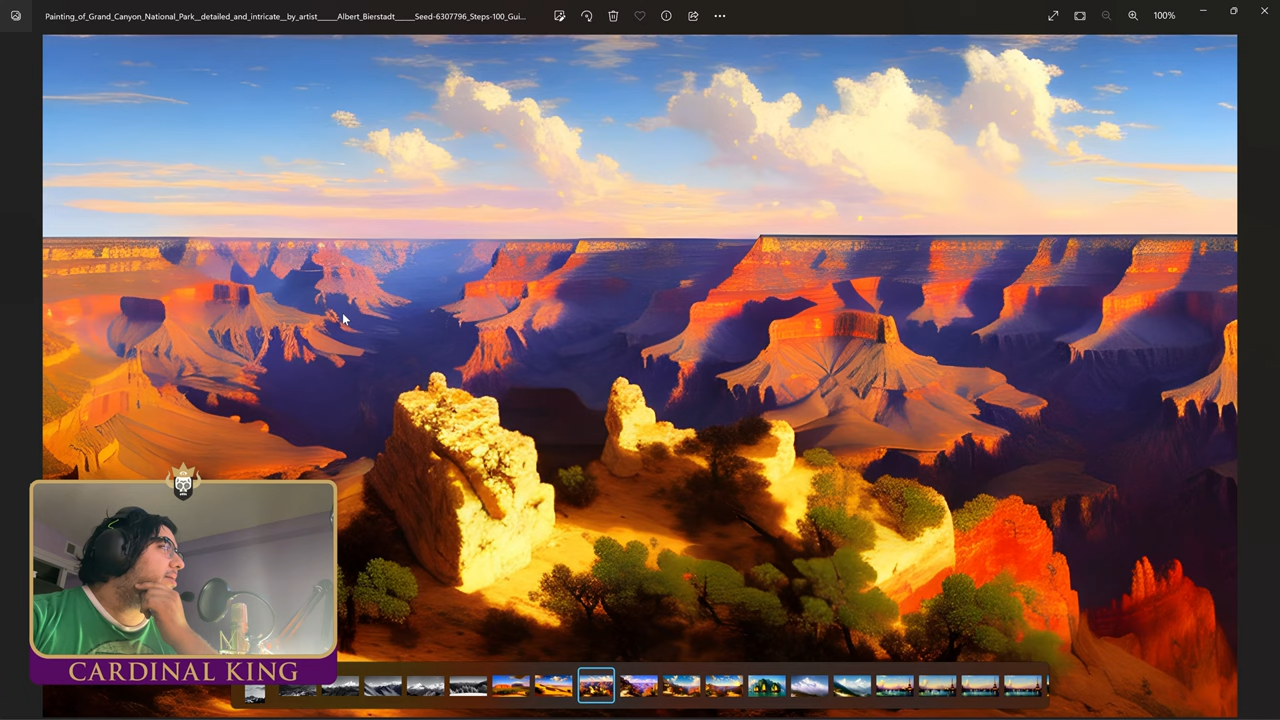 Painting_of_Grand_Canyon_National_Park__detailed_and_intricate__by_artist_____Albert_Bierstadt_____Seed-6307796_Steps-100_Gui...
100%
CARDINAL KING